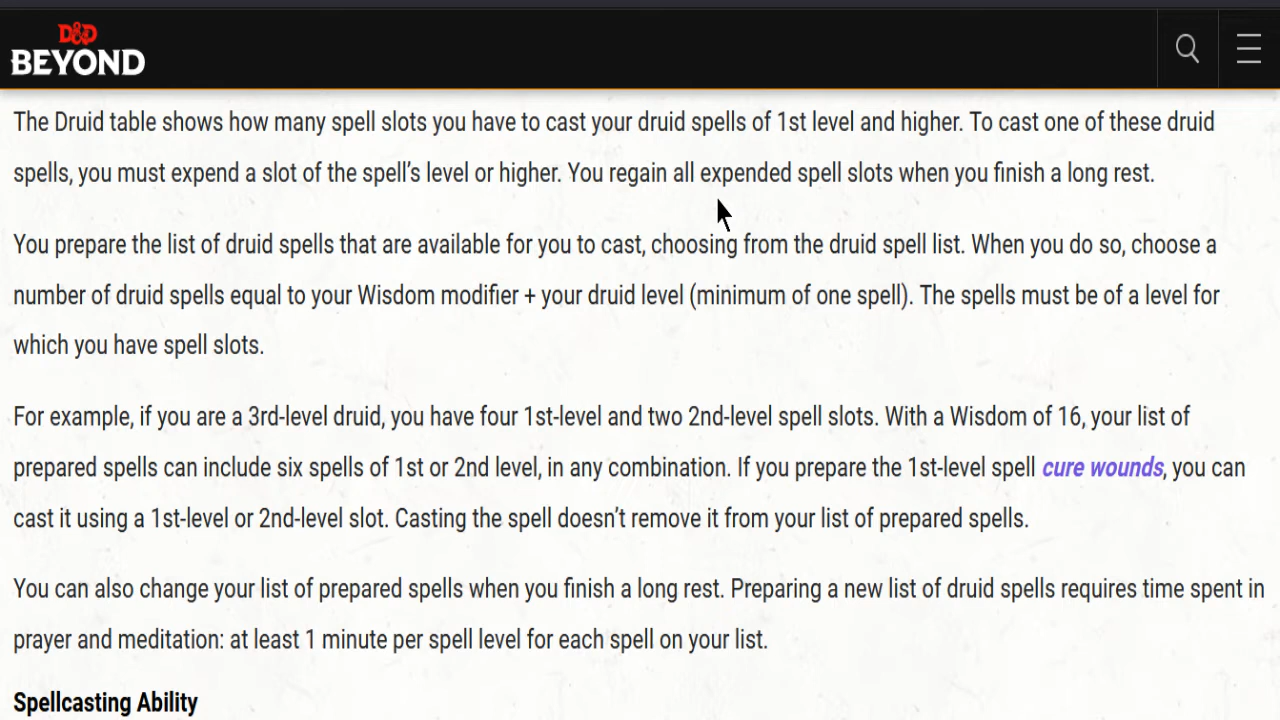 D&D
BEYOND
The Druid table shows how many spell slots you have to cast your druid spells of 1st level and higher. To cast one of these druid
spells, you must expend a slot of the spell’s level or higher. You regain all expended spell slots when you finish a long rest.
You prepare the list of druid spells that are available for you to cast, choosing from the druid spell list. When you do so, choose a
number of druid spells equal to your Wisdom modifier + your druid level (minimum of one spell). The spells must be of a level for
which you have spell slots.
For example, if you are a 3rd-level druid, you have four 1st-level and two 2nd-level spell slots. With a Wisdom of 16, your list of
prepared spells can include six spells of 1st or 2nd level, in any combination. If you prepare the 1st-level spell cure wounds, you can
cast it using a 1st-level or 2nd-level slot. Casting the spell doesn’t remove it from your list of prepared spells.
You can also change your list of prepared spells when you finish a long rest. Preparing a new list of druid spells requires time spent in
prayer and meditation: at least 1 minute per spell level for each spell on your list.
Spellcasting Ability